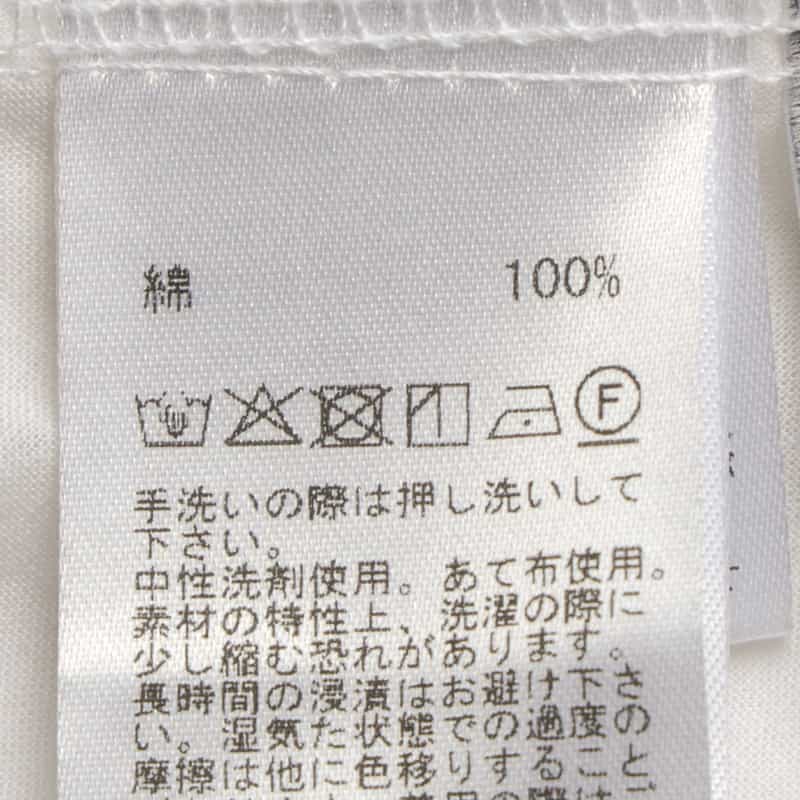 綿 100%
F
手洗いの際は押し洗いして
下さい。
中性洗剤使用。あて布使用。
素材の特性上、洗濯の際に
少し縮む恐れがあります。
長時間の浸漬はお避け下さ
い。湿気た状態での過度の
摩擦は他に色移りすること